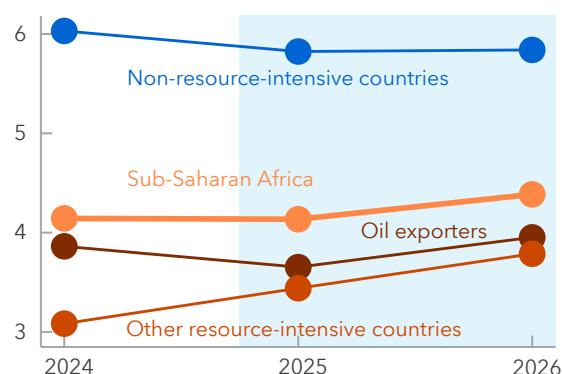 6
Non-resource-intensive countries
5
Sub-Saharan Africa
4
Oil exporters
3
Other resource-intensive countries
2024 2025 2026